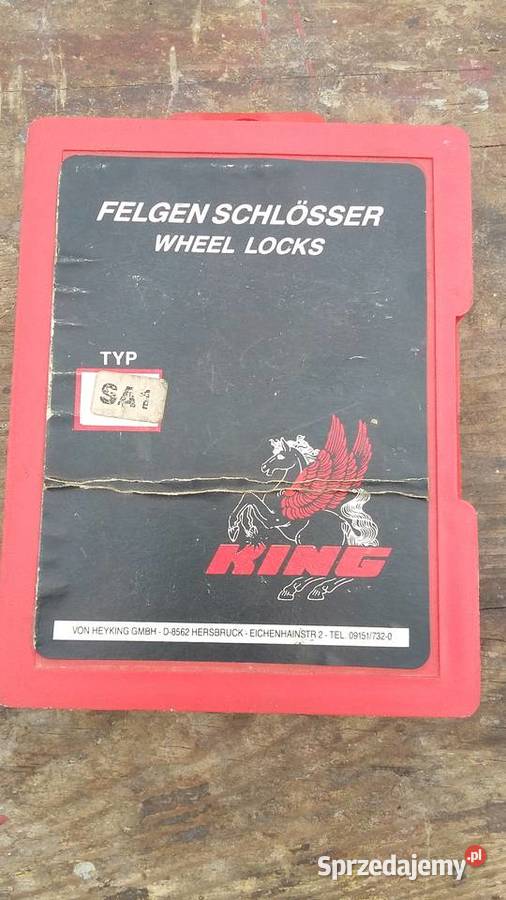 FELGEN SCHLÖSSER
WHEEL LOCKS
TYP
SA1
KING
VON HEYKING GMBH - D-8562 HERSBRUCK - EICHENHAINSTR 2 - TEL. 09151/732-0
Sprzedajemy.pl